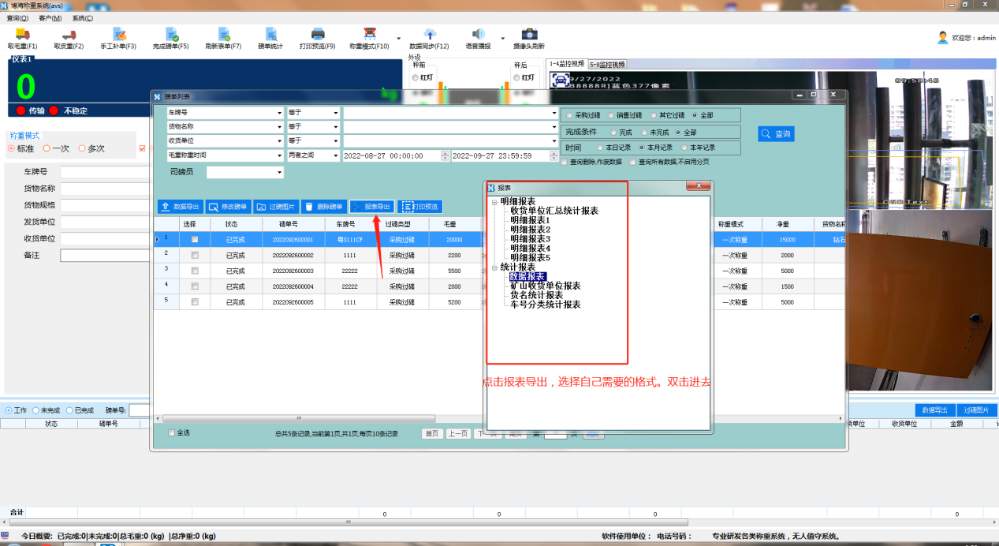 博海称重系统(avs)
查询(Q) 客户(M) 系统(C)
取毛重(F1) 取皮重(F2) 手工补单(F3) 完成磅单(F5) 刷新表单(F7) 磅单统计 打印预览(F9) 称重模式(F10) 数据同步(F12) 语音播报 摄像头刷新
欢迎您：admin
仪表1
0
kg
传输 不稳定
外设
秤前
红灯
秤后
红灯
1-4监控视频 5-8监控视频
9/27/2022
88888R]蓝色377像素
OSD Text
称重模式
标准 一次 多次
车牌号
货物名称
货物规格
发货单位
收货单位
备注
磅单列表
车牌号 等于
货物名称 等于
收货单位 等于
毛重称重时间 两者之间 2022-08-27 00:00:00 2022-09-27 23:59:59
司磅员
采购过磅 销售过磅 其它过磅 全部
完成条件 完成 未完成 全部
时间 本日记录 本月记录 本年记录
查询删除,作废数据 查询所有数据,不启用分页
查询
数据导出 修改磅单 过磅图片 删除磅单 报表导出 打印预览
选择 状态 磅单号 车牌号 过磅类型 毛重 称重模式 净重 货物名称
1 已完成 2022092600001 粤S111CF 采购过磅 20000 一次称重 15000 钻石
2 已完成 2022092600002 1111 采购过磅 2200 一次称重 2000
3 已完成 2022092600003 22222 采购过磅 5500 一次称重 5000
4 已完成 2022092600004 22222 采购过磅 2000 一次称重 1500
5 已完成 2022092600005 1111 采购过磅 5200 一次称重 5000
报表
明细报表
收货单位汇总统计报表
明细报表1
明细报表2
明细报表3
明细报表4
明细报表5
统计报表
数据报表
矿山收货单位报表
货名统计报表
车号分类统计报表
点击报表导出，选择自己需要的格式。双击进去
全选 总共5条记录,当前第1页,共1页,每页10条记录 首页 上一页
工作 未完成 已完成 磅单号:
数据导出 过磅图片
状态 磅单号 收货单位 金额
合计 0 0 0 0
今日概要: 已完成:0|未完成:0|总毛重:0 (kg) |总净重:0 (kg)
软件使用单位： 电话号码： 专业研发各类称重系统，无人值守系统。